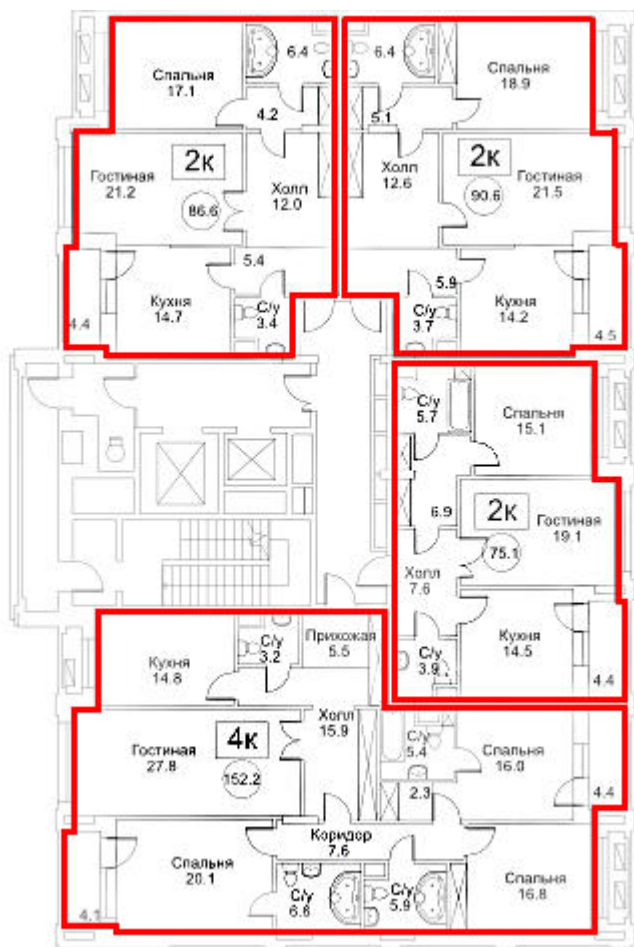 Спальня
17.1
6.4
4.2
2к
Гостиная
21.2
86.6
Холл
12.0
5.4
Кухня
14.7
С/у
3.4
4.4
6.4
Спальня
18.9
5.1
2к
Гостиная
21.5
90.6
Холл
12.6
5.9
Кухня
14.2
С/у
3.7
4.5
С/у
5.7
Спальня
15.1
6.9
2к
Гостиная
19.1
75.1
Холл
7.6
Кухня
14.5
С/у
3.9
4.4
Кухня
14.8
С/у
3.2
Прихожая
5.5
Холл
15.9
4к
Гостиная
27.8
152.2
С/у
5.4
Спальня
16.0
4.4
2.3
Коридор
7.6
Спальня
20.1
4.1
С/у
6.6
С/у
5.9
Спальня
16.8